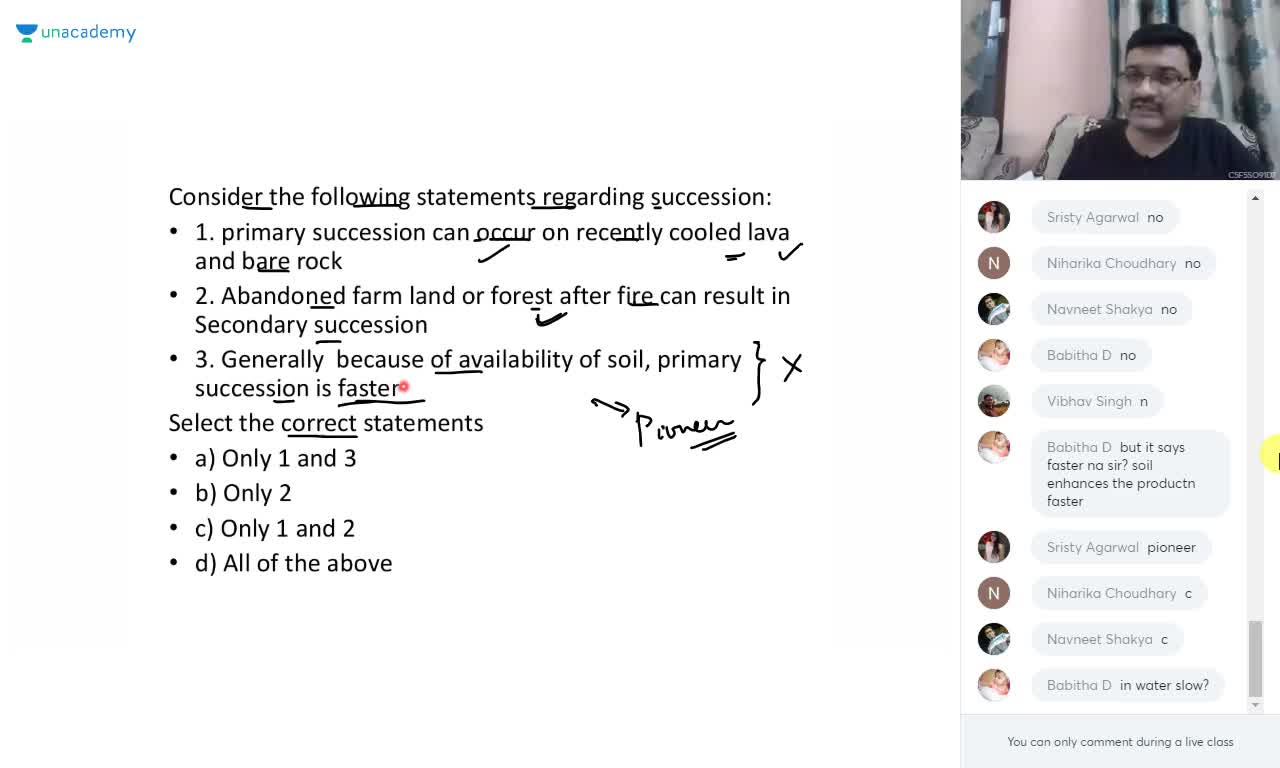 unacademy
Consider the following statements regarding succession:
• 1. primary succession can occur on recently cooled lava
and bare rock
• 2. Abandoned farm land or forest after fire can result in
Secondary succession
• 3. Generally because of availability of soil, primary
succession is faster
Pioneer
Select the correct statements
• a) Only 1 and 3
• b) Only 2
• c) Only 1 and 2
• d) All of the above
CSFSSO91D7
Sristy Agarwal no
N
Niharika Choudhary no
Navneet Shakya no
Babitha D no
Vibhav Singh n
Babitha D but it says
faster na sir? soil
enhances the productn
faster
Sristy Agarwal pioneer
N
Niharika Choudhary c
Navneet Shakya c
Babitha D in water slow?
You can only comment during a live class